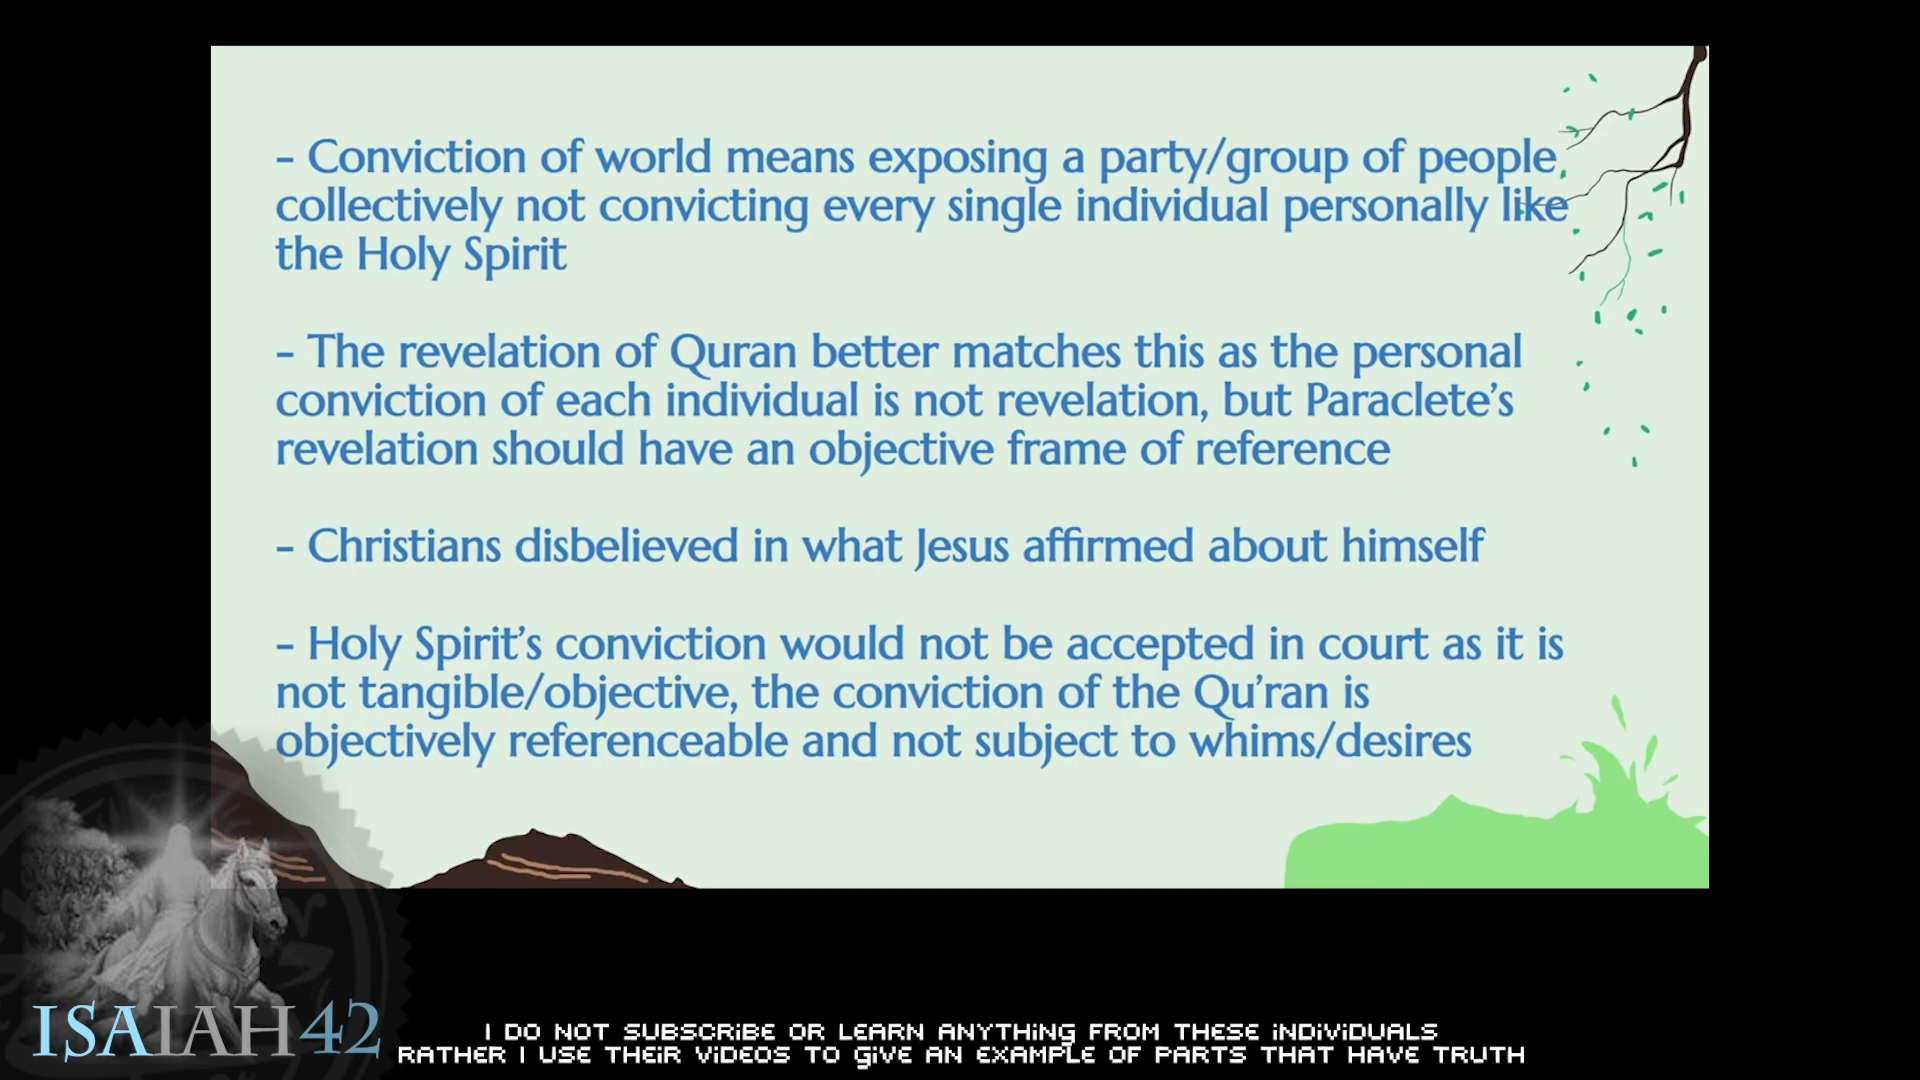 - Conviction of world means exposing a party/group of people,
collectively not convicting every single individual personally like
the Holy Spirit
- The revelation of Quran better matches this as the personal
conviction of each individual is not revelation, but Paraclete's
revelation should have an objective frame of reference
- Christians disbelieved in what Jesus affirmed about himself
- Holy Spirit's conviction would not be accepted in court as it is
not tangible/objective, the conviction of the Qu'ran is
objectively referenceable and not subject to whims/desires
ISAIAH 42
I DO NOT SUBSCRIBE OR LEARN ANYTHING FROM THESE INDIVIDUALS
RATHER I USE THEIR VIDEOS TO GIVE AN EXAMPLE OF PARTS THAT HAVE TRUTH